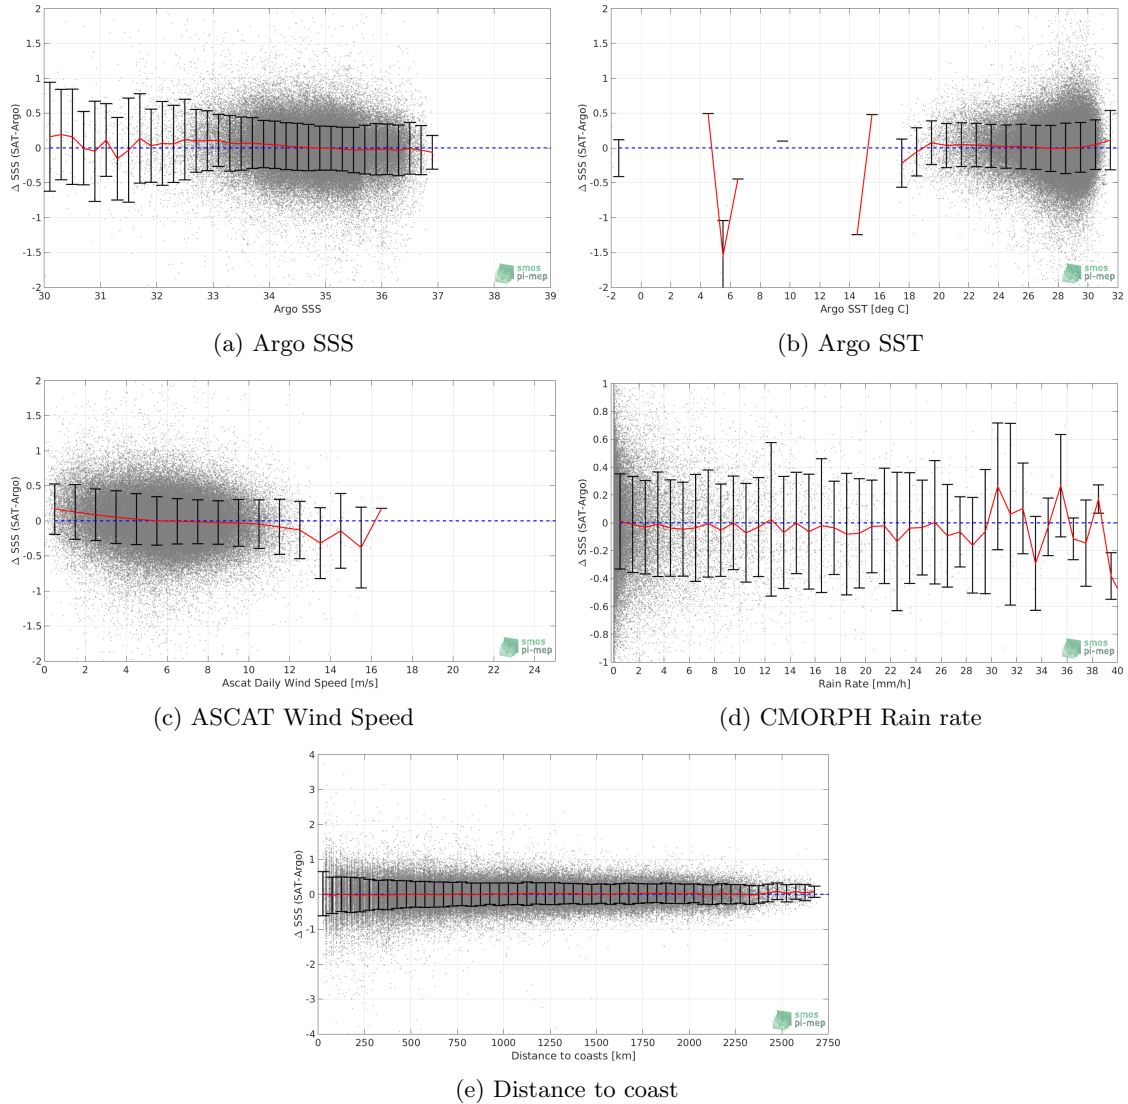 2
1.5
1
0.5
0
-0.5
-1
-1.5
-2
Δ SSS (SAT-Argo)
30 31 32 33 34 35 36 37 38 39
Argo SSS
smos
pi-mep
(a) Argo SSS
2
1.5
1
0.5
0
-0.5
-1
-1.5
-2
Δ SSS (SAT-Argo)
-2 0 2 4 6 8 10 12 14 16 18 20 22 24 26 28 30 32
Argo SST [deg C]
smos
pi-mep
(b) Argo SST
2
1.5
1
0.5
0
-0.5
-1
-1.5
-2
Δ SSS (SAT-Argo)
0 2 4 6 8 10 12 14 16 18 20 22 24
Ascat Daily Wind Speed [m/s]
smos
pi-mep
(c) ASCAT Wind Speed
1
0.8
0.6
0.4
0.2
0
-0.2
-0.4
-0.6
-0.8
-1
Δ SSS (SAT-Argo)
0 2 4 6 8 10 12 14 16 18 20 22 24 26 28 30 32 34 36 38 40
Rain Rate [mm/h]
smos
pi-mep
(d) CMORPH Rain rate
4
3
2
1
0
-1
-2
-3
-4
Δ SSS (SAT-Argo)
0 250 500 750 1000 1250 1500 1750 2000 2250 2500 2750
Distance to coasts [km]
smos
pi-mep
(e) Distance to coast